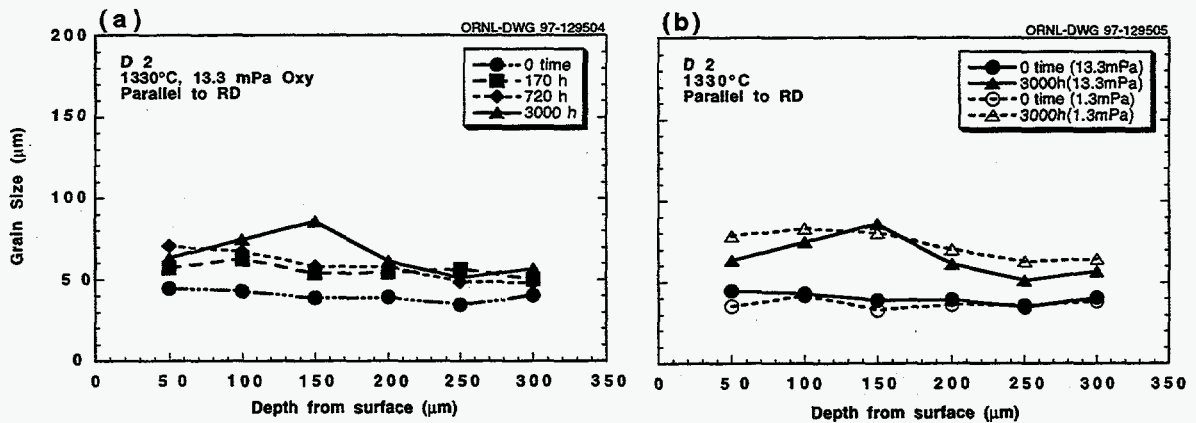 (a)
ORNL-DWG 97-129504
D 2
1330°C, 13.3 mPa Oxy
Parallel to RD
0 time
170 h
720 h
3000 h
Grain Size (μm)
200
150
100
50
0
0 50 100 150 200 250 300 350
Depth from surface (μm)
(b)
ORNL-DWG 97-129505
D 2
1330°C
Parallel to RD
0 time (13.3mPa)
3000h(13.3mPa)
0 time (1.3mPa)
3000h(1.3mPa)
0 50 100 150 200 250 300 350
Depth from surface (μm)